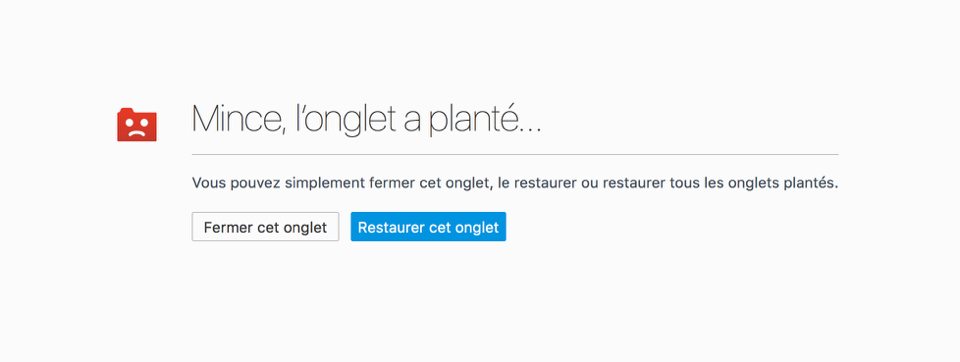 Mince, l’onglet a planté…
Vous pouvez simplement fermer cet onglet, le restaurer ou restaurer tous les onglets plantés.
Fermer cet onglet
Restaurer cet onglet